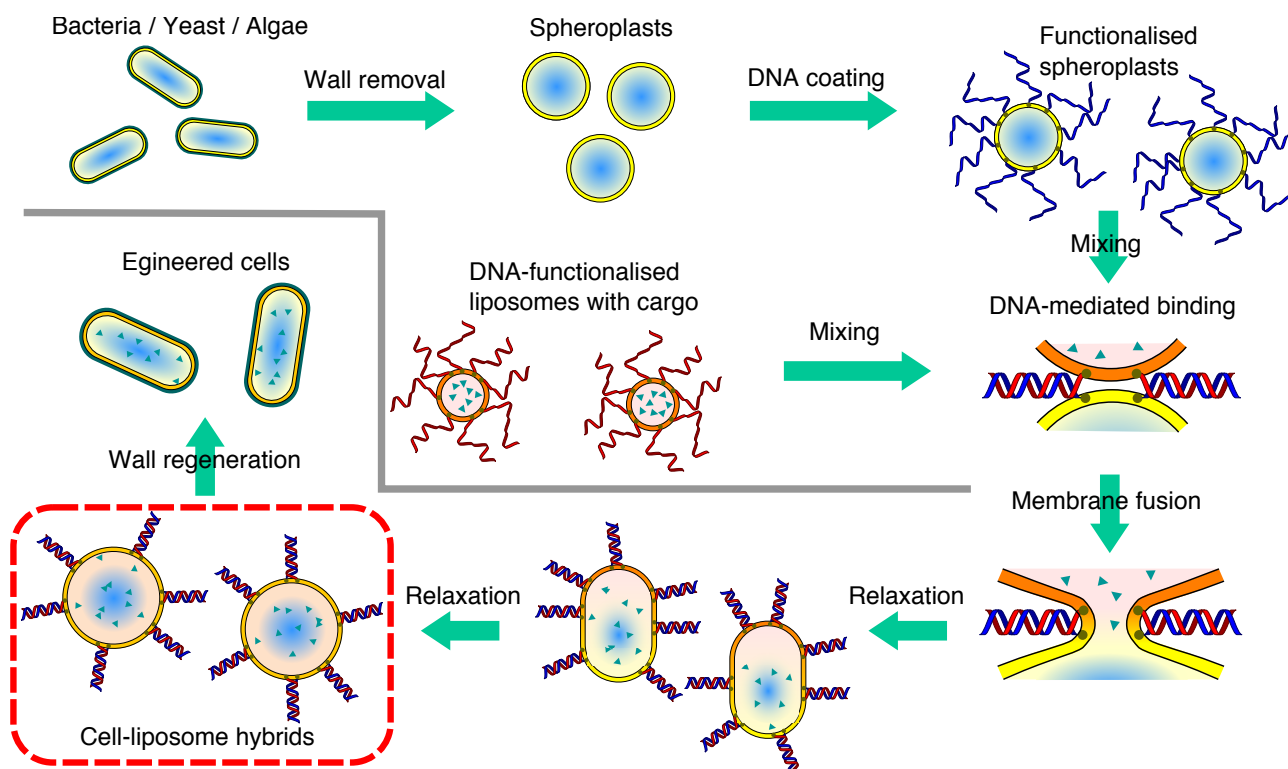 Bacteria / Yeast / Algae
Wall removal
Spheroplasts
DNA coating
Functionalised
spheroplasts
Mixing
Egineered cells
DNA-functionalised
liposomes with cargo
Mixing
DNA-mediated binding
Wall regeneration
Membrane fusion
Relaxation
Relaxation
Cell-liposome hybrids